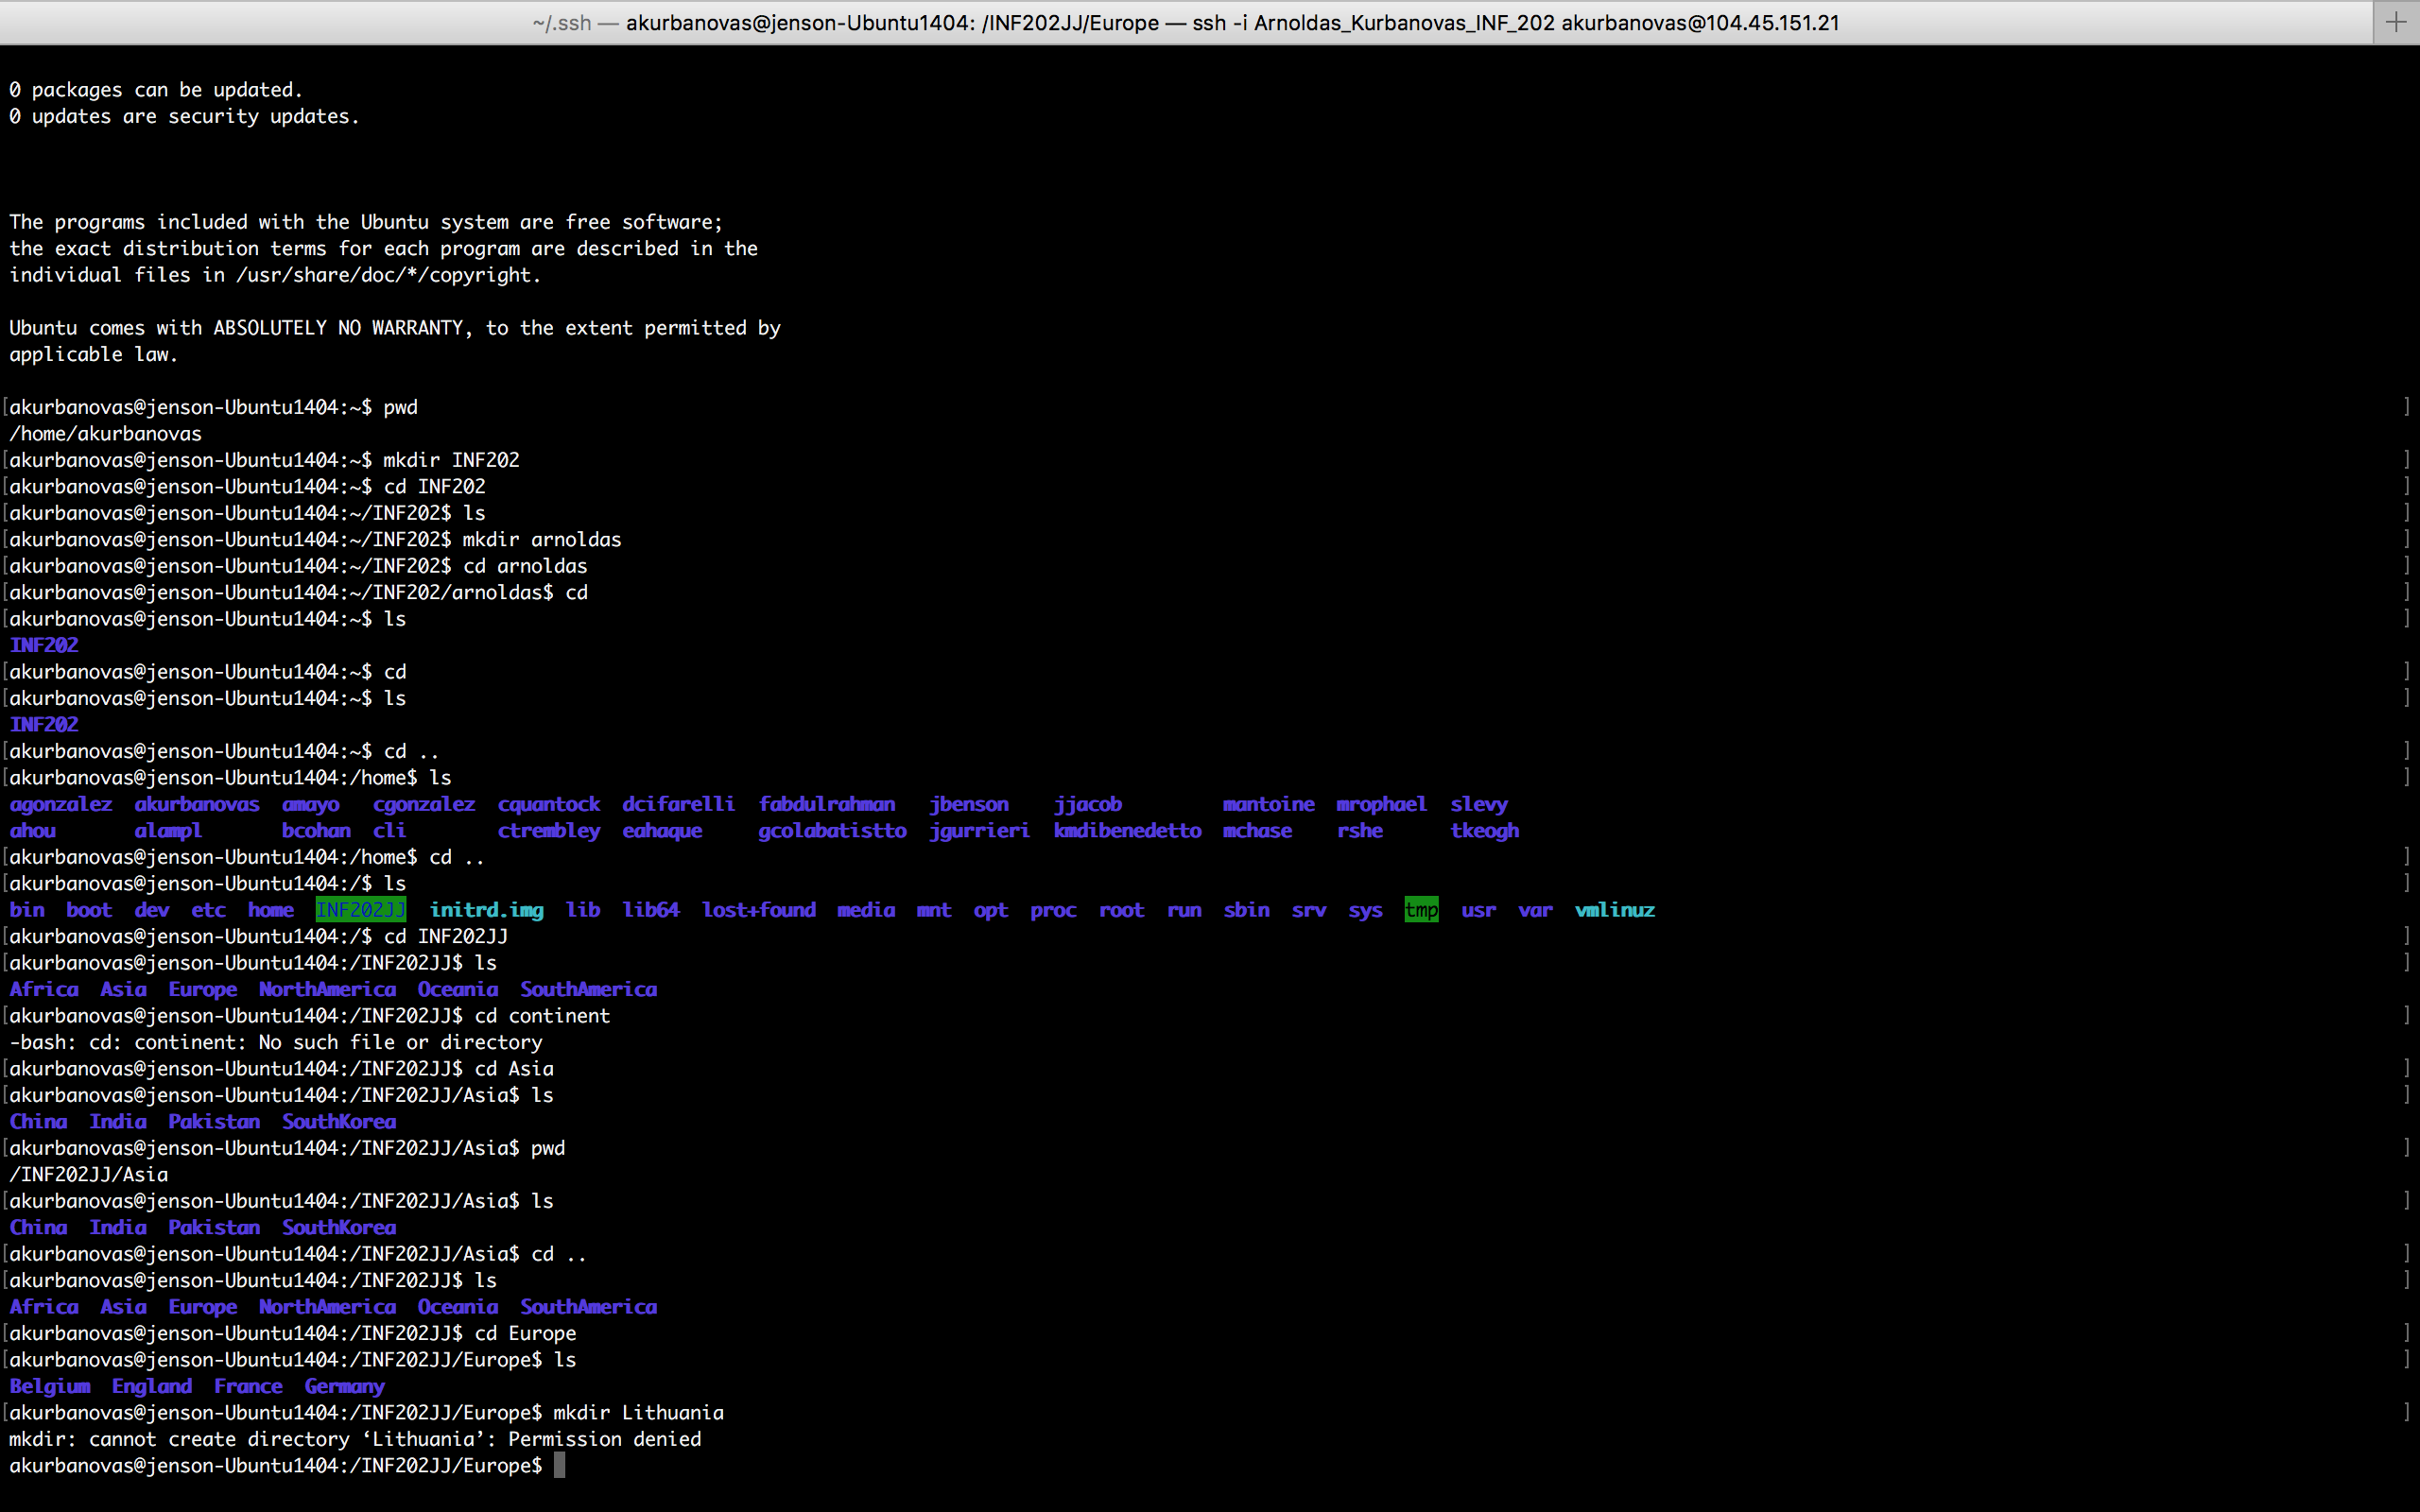 ~/.ssh — akurbanovas@jenson-Ubuntu1404: /INF202JJ/Europe — ssh -i Arnoldas_Kurbanovas_INF_202 akurbanovas@104.45.151.21
0 packages can be updated.
0 updates are security updates.
The programs included with the Ubuntu system are free software;
the exact distribution terms for each program are described in the
individual files in /usr/share/doc/*/copyright.
Ubuntu comes with ABSOLUTELY NO WARRANTY, to the extent permitted by
applicable law.
[akurbanovas@jenson-Ubuntu1404:~$ pwd ]
/home/akurbanovas
[akurbanovas@jenson-Ubuntu1404:~$ mkdir INF202 ]
[akurbanovas@jenson-Ubuntu1404:~$ cd INF202 ]
[akurbanovas@jenson-Ubuntu1404:~/INF202$ ls ]
[akurbanovas@jenson-Ubuntu1404:~/INF202$ mkdir arnoldas ]
[akurbanovas@jenson-Ubuntu1404:~/INF202$ cd arnoldas ]
[akurbanovas@jenson-Ubuntu1404:~/INF202/arnoldas$ cd ]
[akurbanovas@jenson-Ubuntu1404:~$ ls ]
INF202
[akurbanovas@jenson-Ubuntu1404:~$ cd ]
[akurbanovas@jenson-Ubuntu1404:~$ ls ]
INF202
[akurbanovas@jenson-Ubuntu1404:~$ cd .. ]
[akurbanovas@jenson-Ubuntu1404:/home$ ls ]
agonzalez akurbanovas amayo cgonzalez cquantock dcifarelli fabdulrahman jbenson jjacob mantoine mrophael slevy
ahou alampl bcohan cli ctrembley eahaque gcolabatistto jgurrieri kmdibenedetto mchase rshe tkeogh
[akurbanovas@jenson-Ubuntu1404:/home$ cd .. ]
[akurbanovas@jenson-Ubuntu1404:/$ ls ]
bin boot dev etc home INF202JJ initrd.img lib lib64 lost+found media mnt opt proc root run sbin srv sys tmp usr var vmlinuz
[akurbanovas@jenson-Ubuntu1404:/$ cd INF202JJ ]
[akurbanovas@jenson-Ubuntu1404:/INF202JJ$ ls ]
Africa Asia Europe NorthAmerica Oceania SouthAmerica
[akurbanovas@jenson-Ubuntu1404:/INF202JJ$ cd continent ]
-bash: cd: continent: No such file or directory
[akurbanovas@jenson-Ubuntu1404:/INF202JJ$ cd Asia ]
[akurbanovas@jenson-Ubuntu1404:/INF202JJ/Asia$ ls ]
China India Pakistan SouthKorea
[akurbanovas@jenson-Ubuntu1404:/INF202JJ/Asia$ pwd ]
/INF202JJ/Asia
[akurbanovas@jenson-Ubuntu1404:/INF202JJ/Asia$ ls ]
China India Pakistan SouthKorea
[akurbanovas@jenson-Ubuntu1404:/INF202JJ/Asia$ cd .. ]
[akurbanovas@jenson-Ubuntu1404:/INF202JJ$ ls ]
Africa Asia Europe NorthAmerica Oceania SouthAmerica
[akurbanovas@jenson-Ubuntu1404:/INF202JJ$ cd Europe ]
[akurbanovas@jenson-Ubuntu1404:/INF202JJ/Europe$ ls ]
Belgium England France Germany
[akurbanovas@jenson-Ubuntu1404:/INF202JJ/Europe$ mkdir Lithuania ]
mkdir: cannot create directory ‘Lithuania’: Permission denied
akurbanovas@jenson-Ubuntu1404:/INF202JJ/Europe$